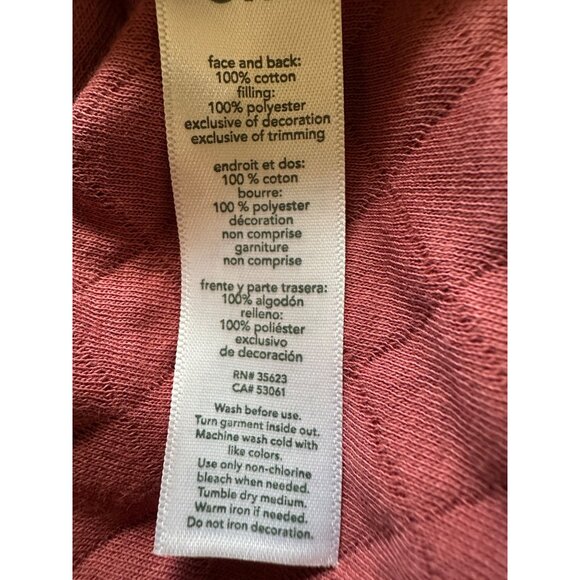 face and back:
100% cotton
filling:
100% polyester
exclusive of decoration
exclusive of trimming
endroit et dos:
100 % coton
bourre:
100 % polyester
décoration
non comprise
garniture
non comprise
frente y parte trasera:
100% algodón
relleno:
100% poliéster
exclusivo
de decoración
RN# 35623
CA# 53061
Wash before use.
Turn garment inside out.
Machine wash cold with
like colors.
Use only non-chlorine
bleach when needed.
Tumble dry medium.
Warm iron if needed.
Do not iron decoration.